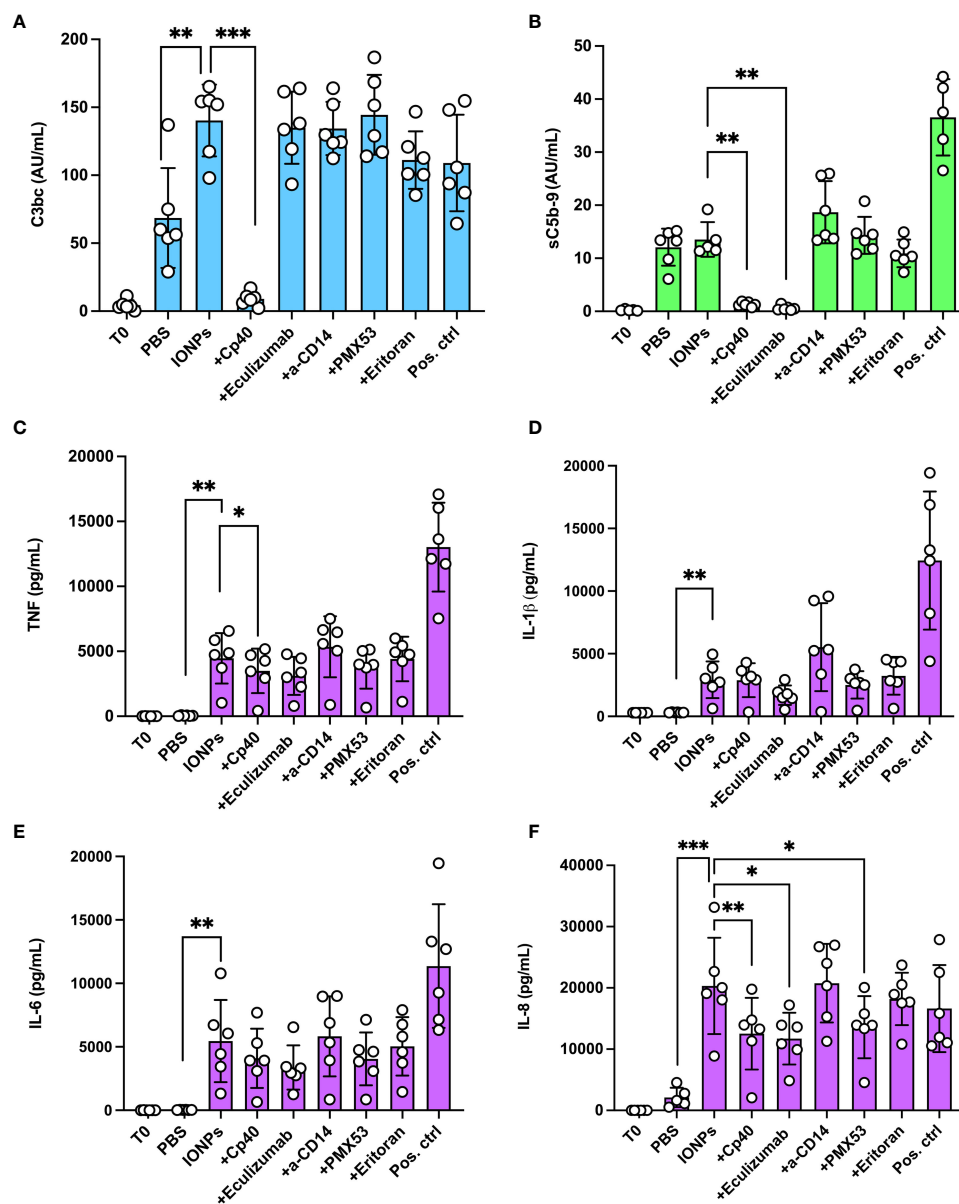 A
B
** ***
200
150
100
50
0
C3bc (AU/mL)
T0 PBS IONPs +Cp40 +Eculizumab +a-CD14 +PMX53 +Eritoran Pos. ctrl
**
**
50
40
30
20
10
0
sC5b-9 (AU/mL)
T0 PBS IONPs +Cp40 +Eculizumab +a-CD14 +PMX53 +Eritoran Pos. ctrl
C
D
**
*
20000
15000
10000
5000
0
TNF (pg/mL)
T0 PBS IONPs +Cp40 +Eculizumab +a-CD14 +PMX53 +Eritoran Pos. ctrl
**
20000
15000
10000
5000
0
IL-1β (pg/mL)
T0 PBS IONPs +Cp40 +Eculizumab +a-CD14 +PMX53 +Eritoran Pos. ctrl
E
F
**
20000
15000
10000
5000
0
IL-6 (pg/mL)
T0 PBS IONPs +Cp40 +Eculizumab +a-CD14 +PMX53 +Eritoran Pos. ctrl
*** *
*
**
40000
30000
20000
10000
0
IL-8 (pg/mL)
T0 PBS IONPs +Cp40 +Eculizumab +a-CD14 +PMX53 +Eritoran Pos. ctrl